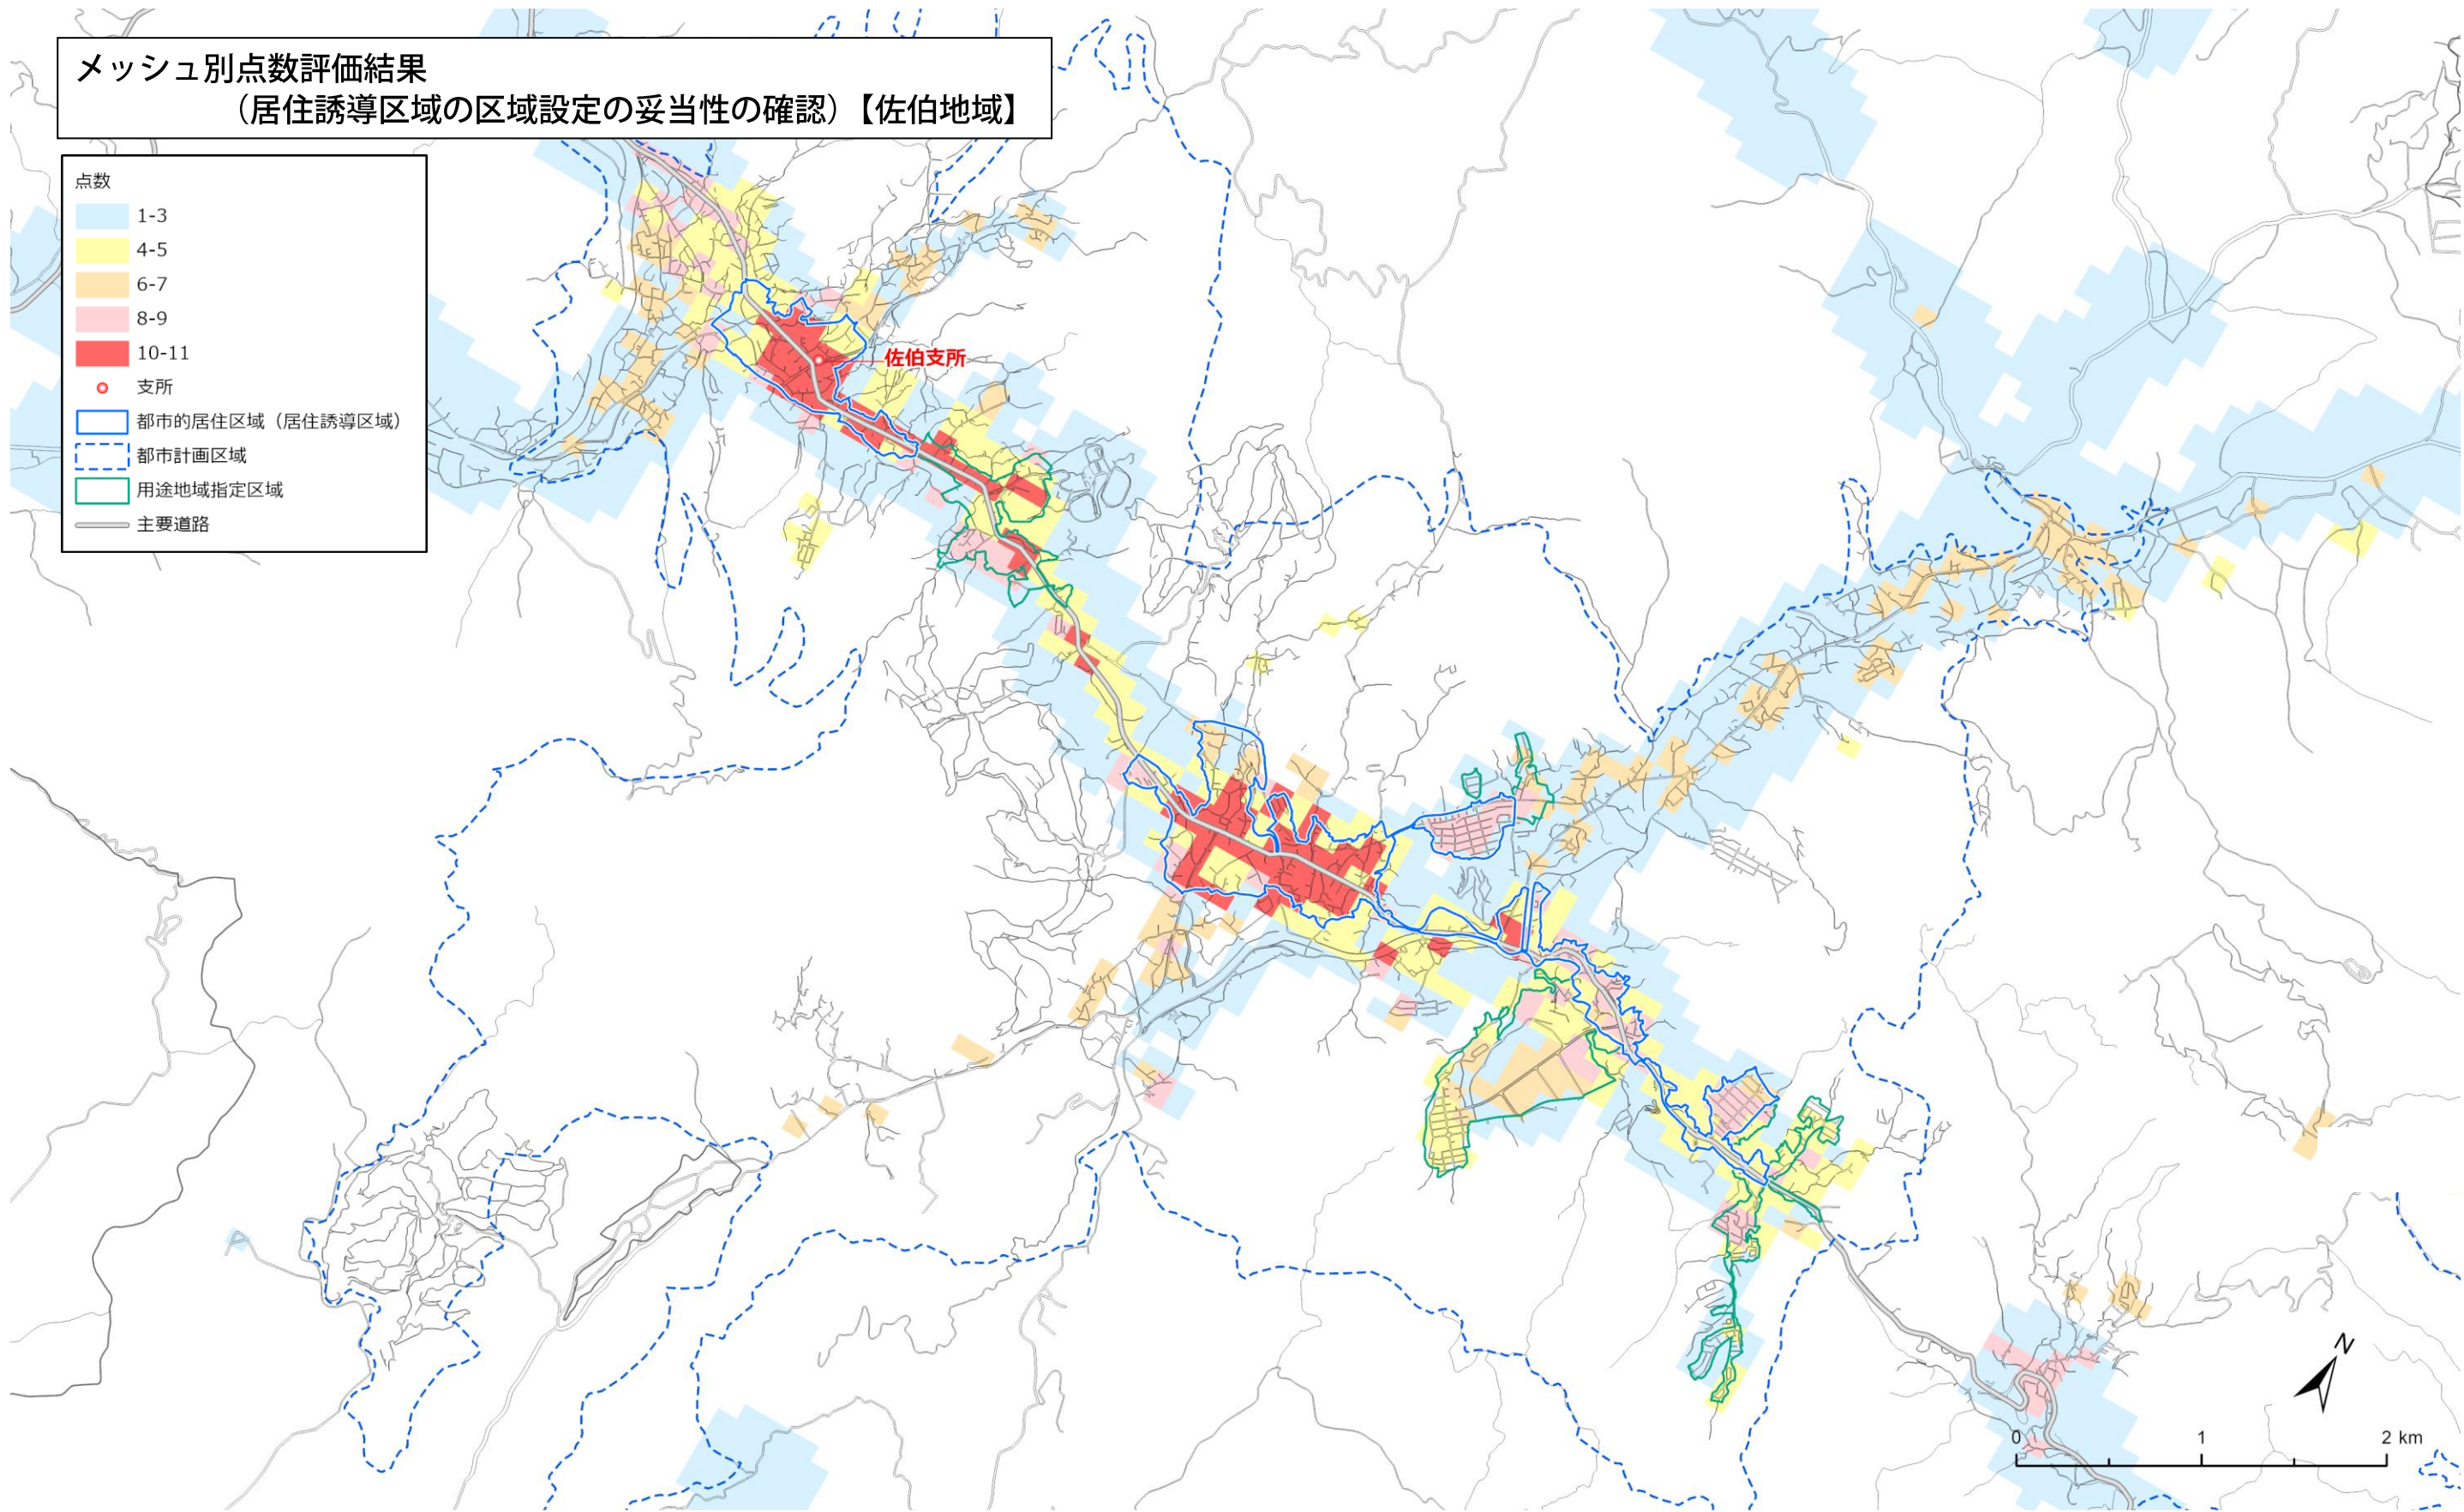 メッシュ別点数評価結果
（居住誘導区域の区域設定の妥当性の確認）【佐伯地域】
点数
1-3
4-5
6-7
8-9
10-11
支所
都市的居住区域（居住誘導区域）
都市計画区域
用途地域指定区域
主要道路
佐伯支所
N
0 1 2 km